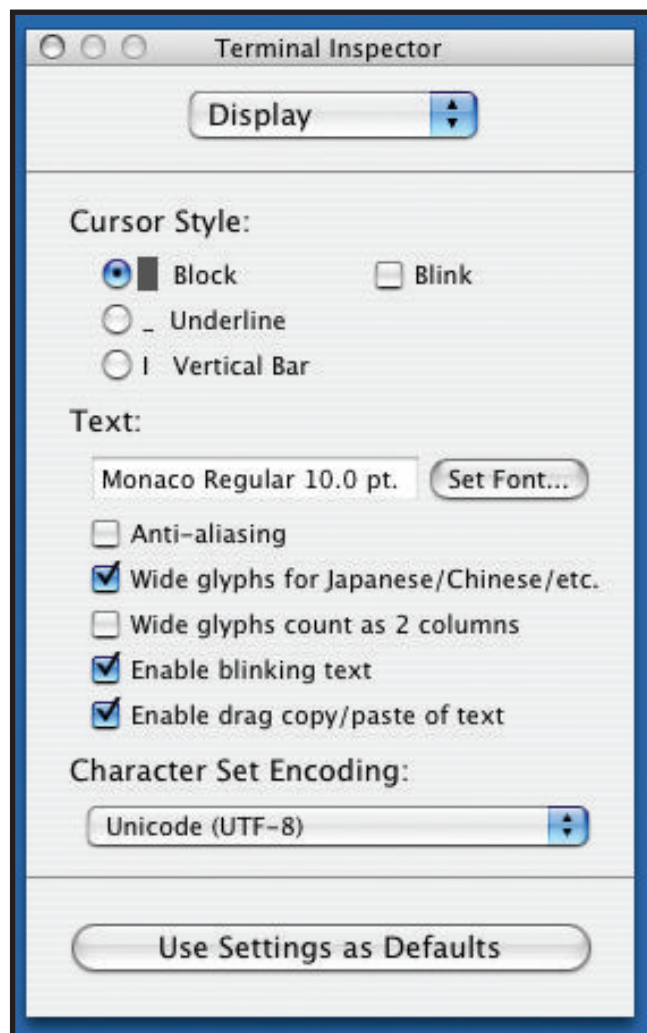 Terminal Inspector
Display
Cursor Style:
Block Blink
_ Underline
| Vertical Bar
Text:
Monaco Regular 10.0 pt. Set Font...
Anti-aliasing
Wide glyphs for Japanese/Chinese/etc.
Wide glyphs count as 2 columns
Enable blinking text
Enable drag copy/paste of text
Character Set Encoding:
Unicode (UTF-8)
Use Settings as Defaults